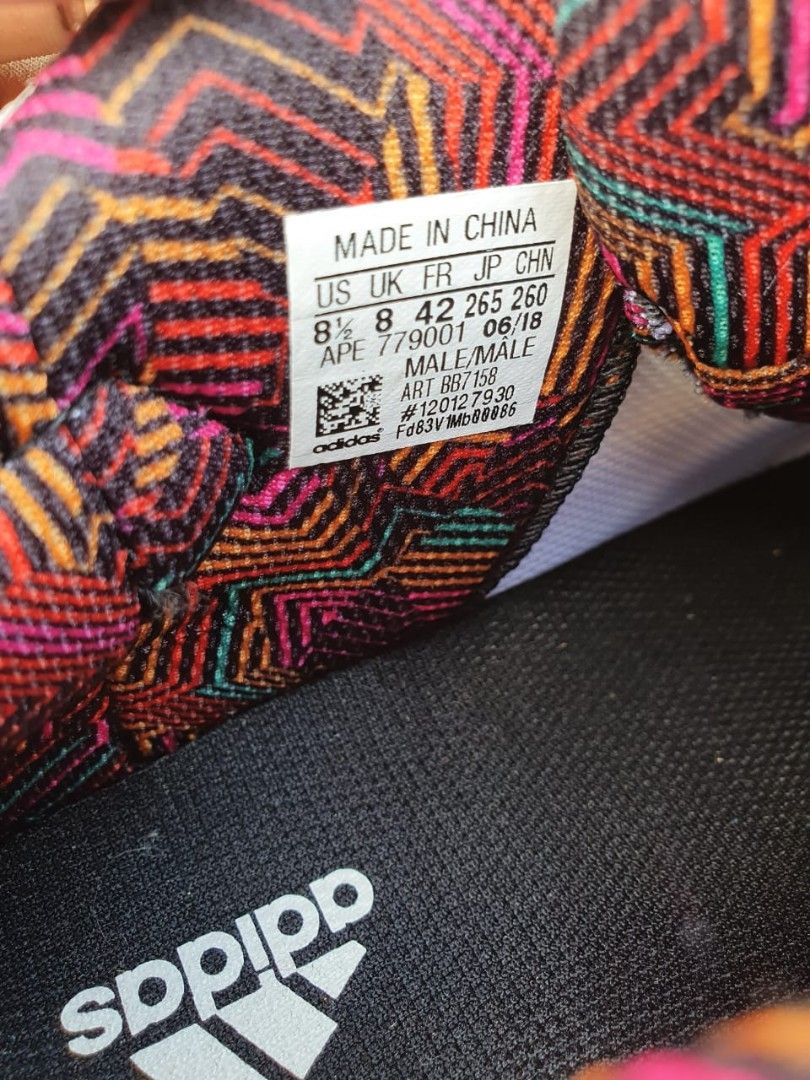 MADE IN CHINA
US UK FR JP CHN
8½ 8 42 265 260
APE 779001 06/18
MALE/MÂLE
ART BB7158
#120127930
Fd83V1Mb00086
adidas
adidas